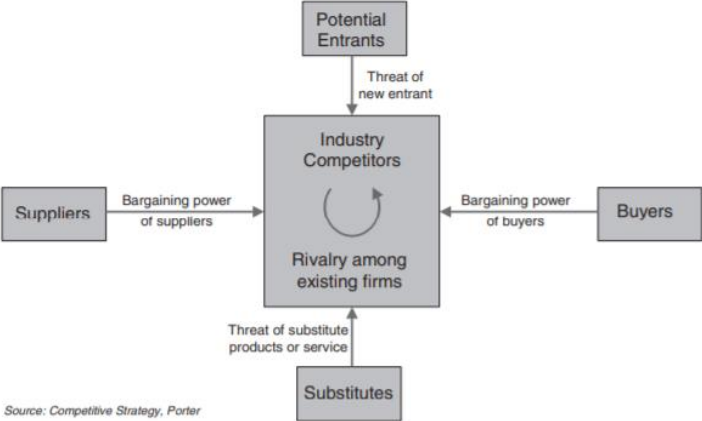 Potential
Entrants
Threat of
new entrant
Industry
Competitors
Suppliers
Bargaining power
of suppliers
Bargaining power
of buyers
Buyers
Rivalry among
existing firms
Threat of substitute
products or service
Substitutes
Source: Competitive Strategy, Porter